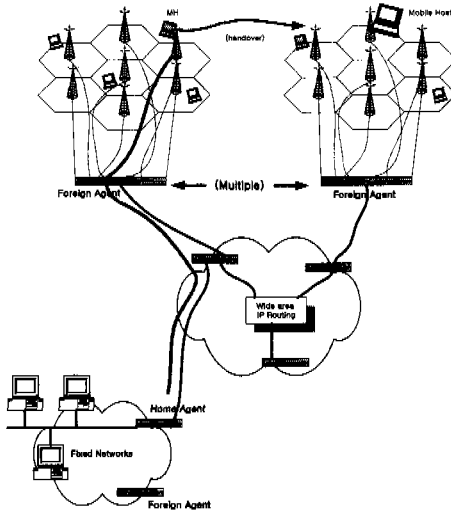 MH
Mobile Host
(handover)
Foreign Agent
(Multiple)
Foreign Agent
Wide area
IP Routing
Home Agent
Fixed Networks
Foreign Agent